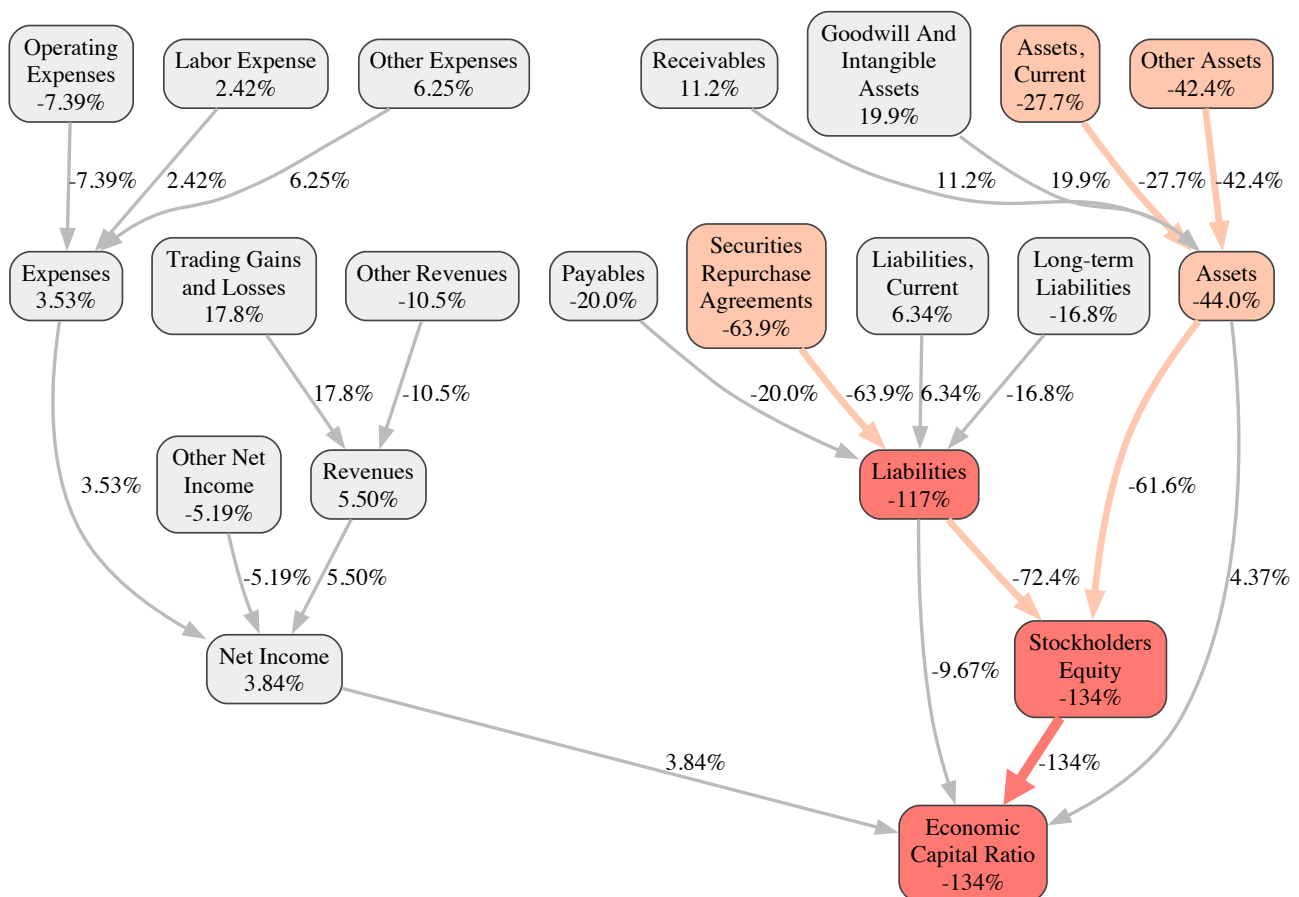 Operating
Expenses
-7.39%
Labor Expense
2.42%
Other Expenses
6.25%
Receivables
11.2%
Goodwill And
Intangible
Assets
19.9%
Assets,
Current
-27.7%
Other Assets
-42.4%
-7.39%
2.42%
6.25%
11.2%
19.9%
-27.7%
-42.4%
Expenses
3.53%
Trading Gains
and Losses
17.8%
Other Revenues
-10.5%
Payables
-20.0%
Securities
Repurchase
Agreements
-63.9%
Liabilities,
Current
6.34%
Long-term
Liabilities
-16.8%
Assets
-44.0%
17.8%
-10.5%
-20.0%
-63.9%
6.34%
-16.8%
3.53%
Other Net
Income
-5.19%
Revenues
5.50%
Liabilities
-117%
-61.6%
-5.19%
5.50%
-72.4%
4.37%
Net Income
3.84%
-9.67%
Stockholders
Equity
-134%
3.84%
-134%
Economic
Capital Ratio
-134%